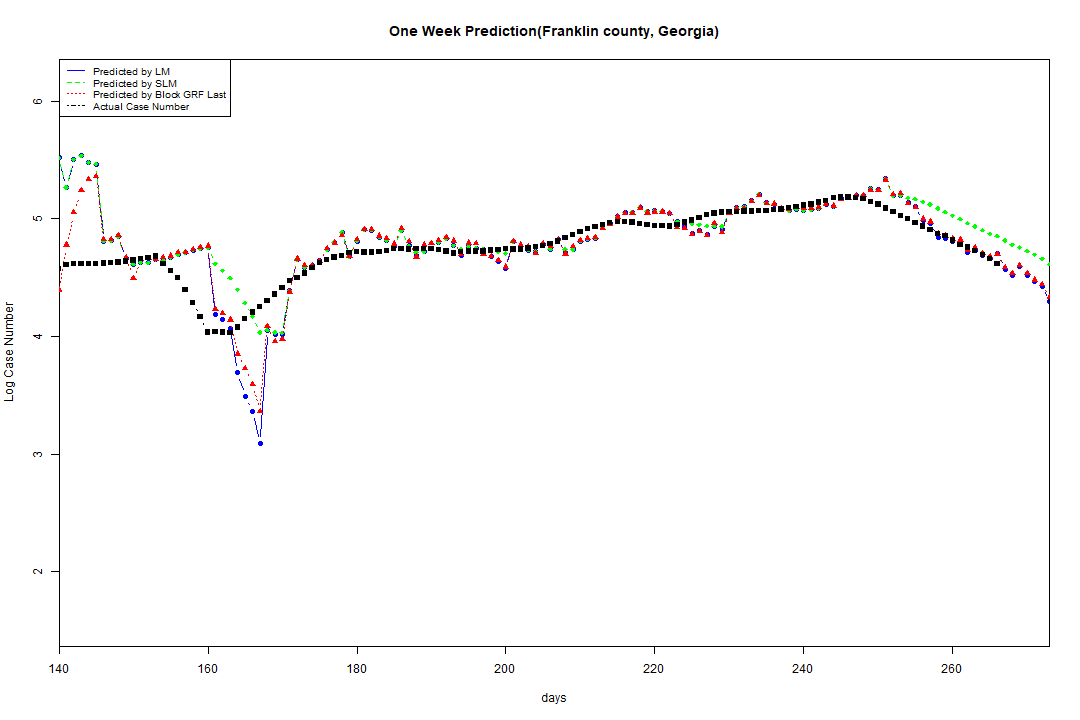 One Week Prediction(Franklin county, Georgia)
Predicted by LM
Predicted by SLM
Predicted by Block GRF Last
Actual Case Number
6
5
4
3
2
Log Case Number
140 160 180 200 220 240 260
days